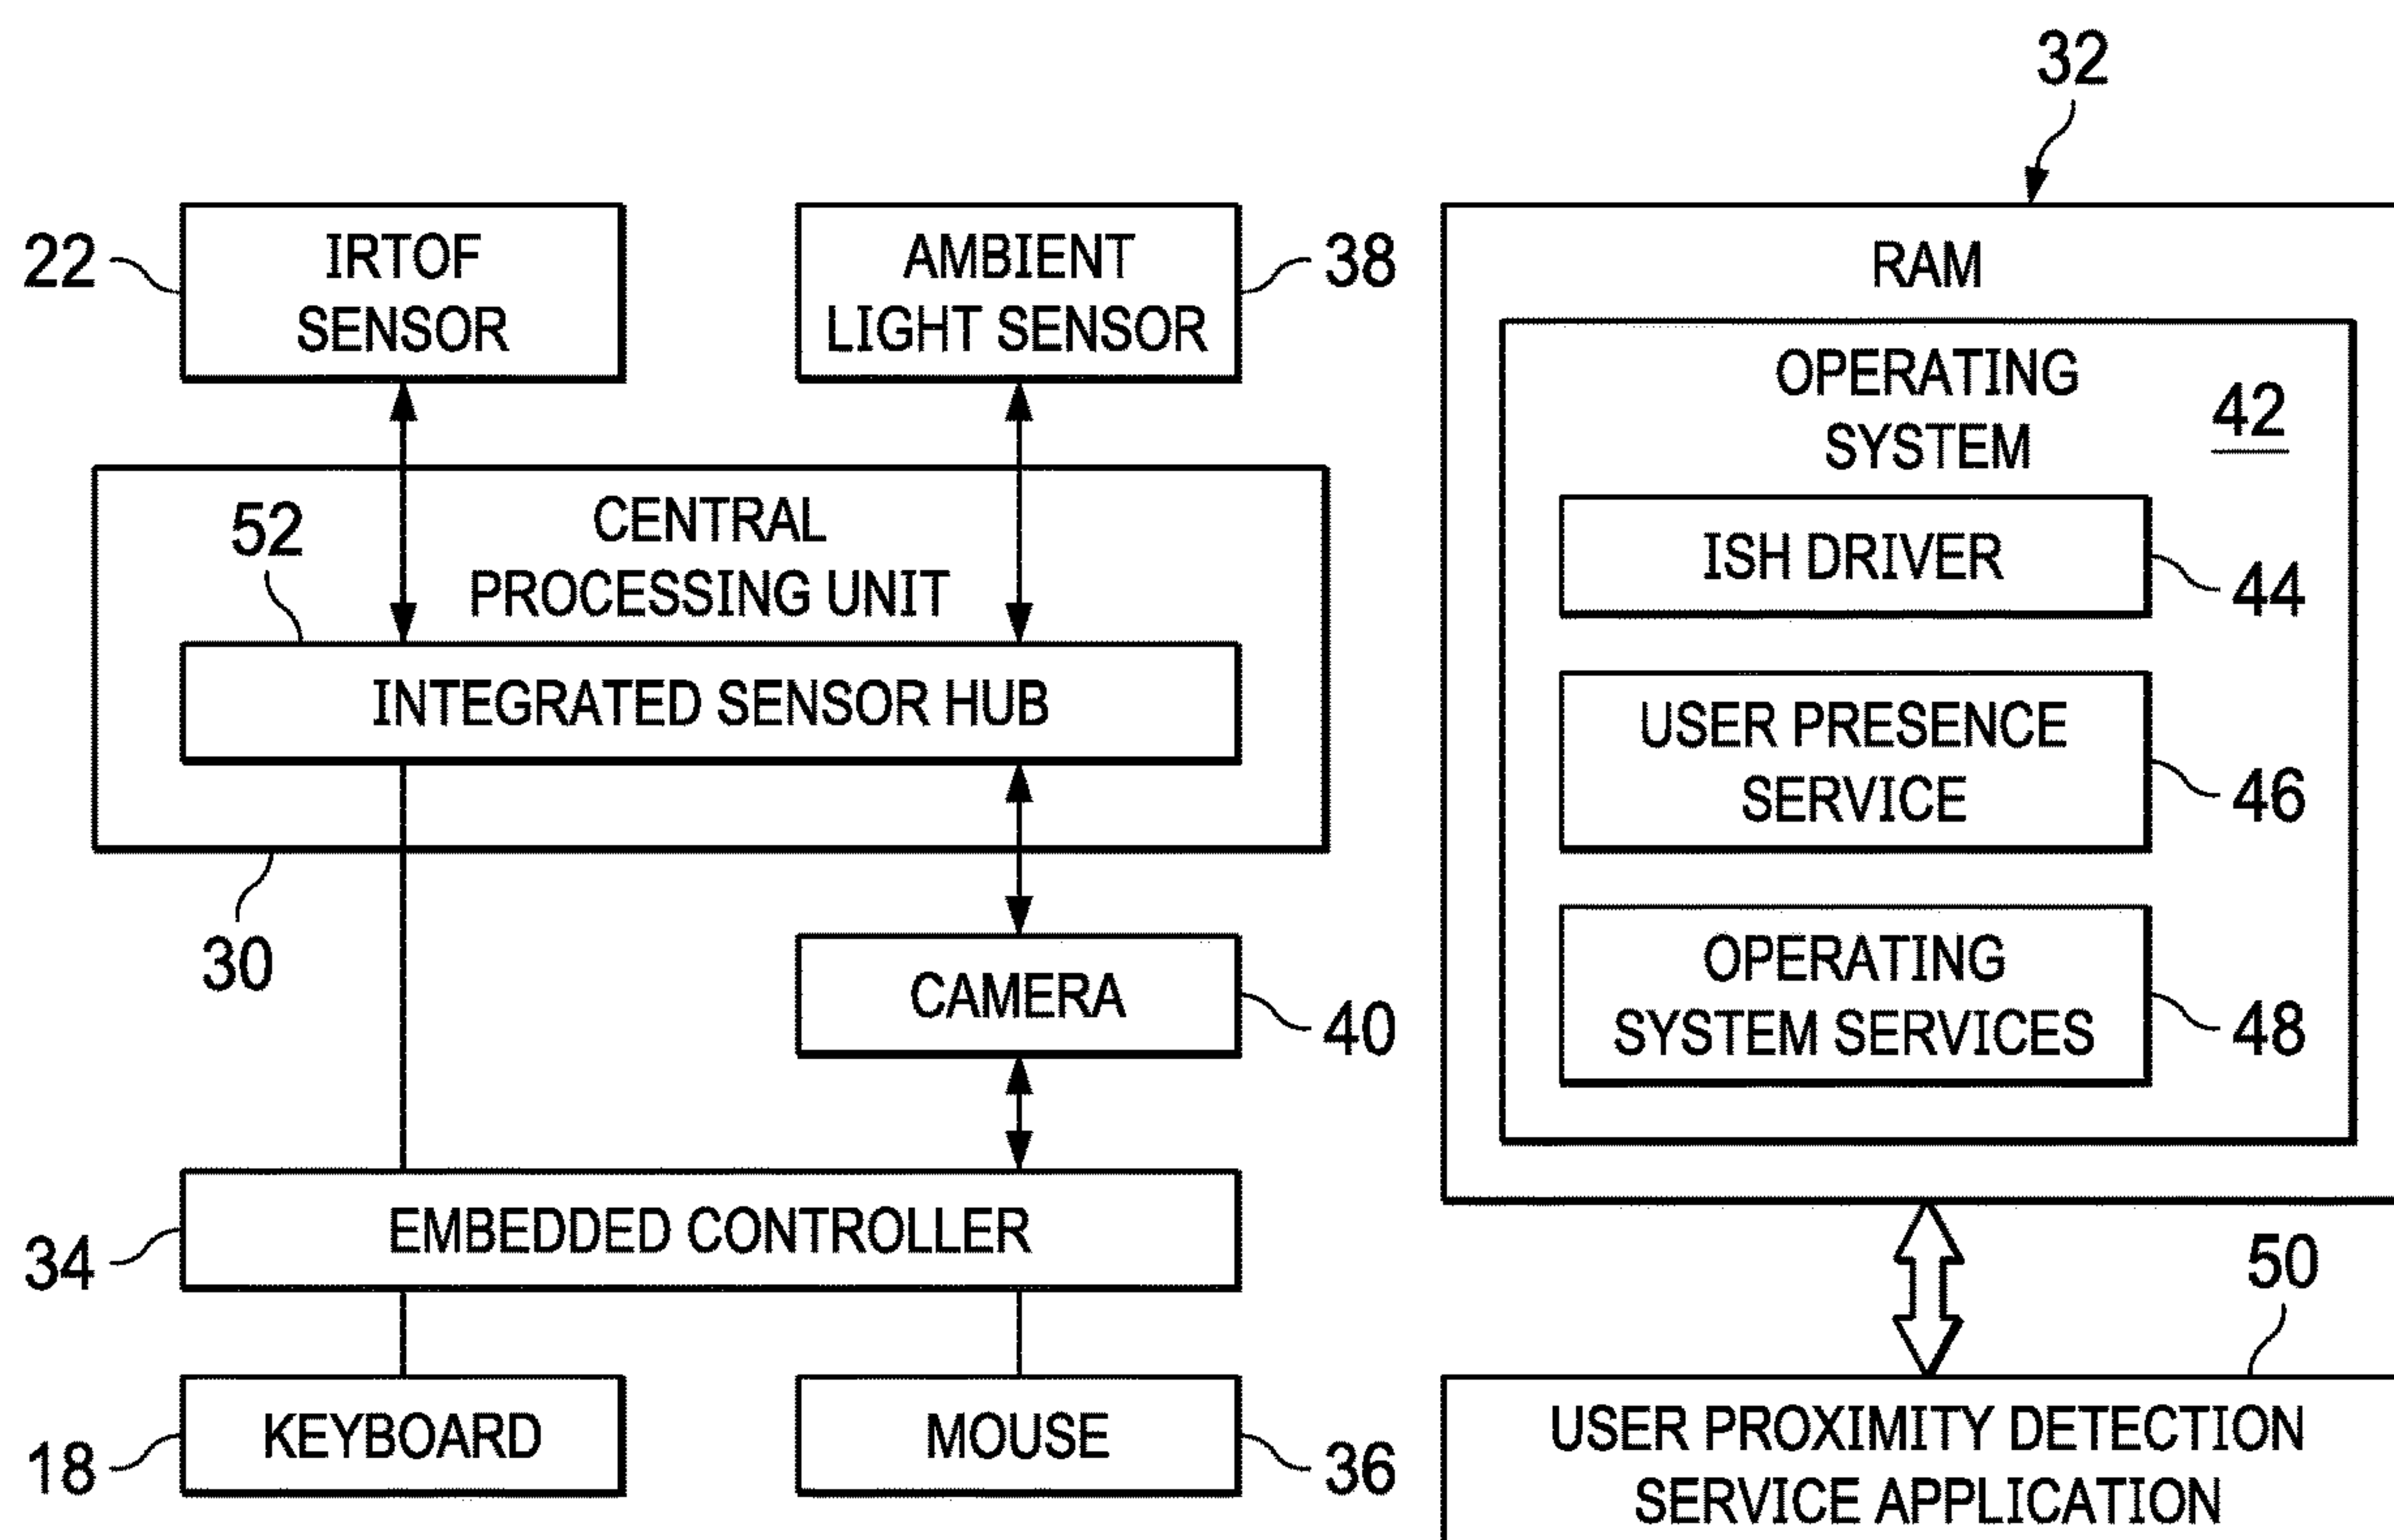 32
22
IRTOF
SENSOR
AMBIENT
LIGHT SENSOR
38
52
CENTRAL
PROCESSING UNIT
INTEGRATED SENSOR HUB
30
CAMERA
40
34
EMBEDDED CONTROLLER
18
KEYBOARD
MOUSE
36
RAM
OPERATING
SYSTEM
42
ISH DRIVER
44
USER PRESENCE
SERVICE
46
OPERATING
SYSTEM SERVICES
48
50
USER PROXIMITY DETECTION
SERVICE APPLICATION